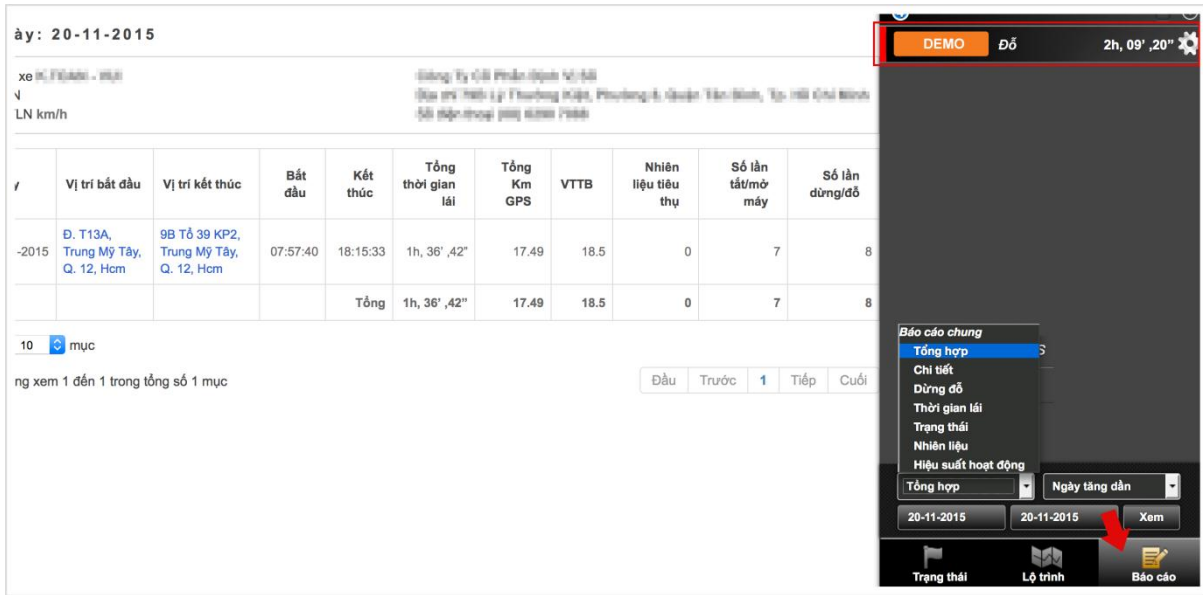 ày: 20-11-2015
xe
LN km/h
Vị trí bắt đầu Vị trí kết thúc Bắt đầu Kết thúc Tổng thời gian lái Tổng Km GPS VTTB Nhiên liệu tiêu thụ Số lần tắt/mở máy Số lần dừng/đỗ
-2015 Đ. T13A, Trung Mỹ Tây, Q. 12, Hcm 9B Tổ 39 KP2, Trung Mỹ Tây, Q. 12, Hcm 07:57:40 18:15:33 1h, 36' ,42" 17.49 18.5 0 7 8
Tổng 1h, 36' ,42" 17.49 18.5 0 7 8
10 mục
ng xem 1 đến 1 trong tổng số 1 mục
Đầu Trước 1 Tiếp Cuối
DEMO Đỗ 2h, 09' ,20"
Báo cáo chung
Tổng hợp
Chi tiết
Dừng đỗ
Thời gian lái
Trạng thái
Nhiên liệu
Hiệu suất hoạt động
Tổng hợp Ngày tăng dần
20-11-2015 20-11-2015 Xem
Trạng thái Lộ trình Báo cáo